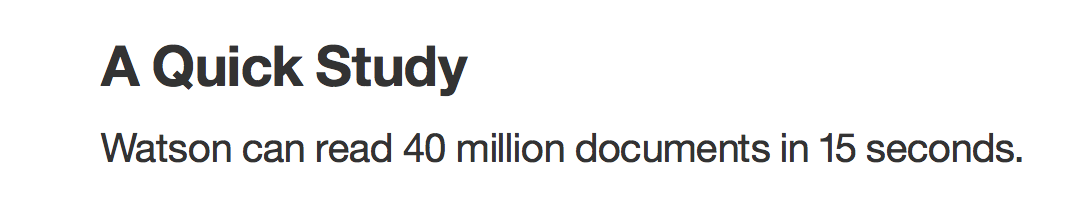 A Quick Study
Watson can read 40 million documents in 15 seconds.